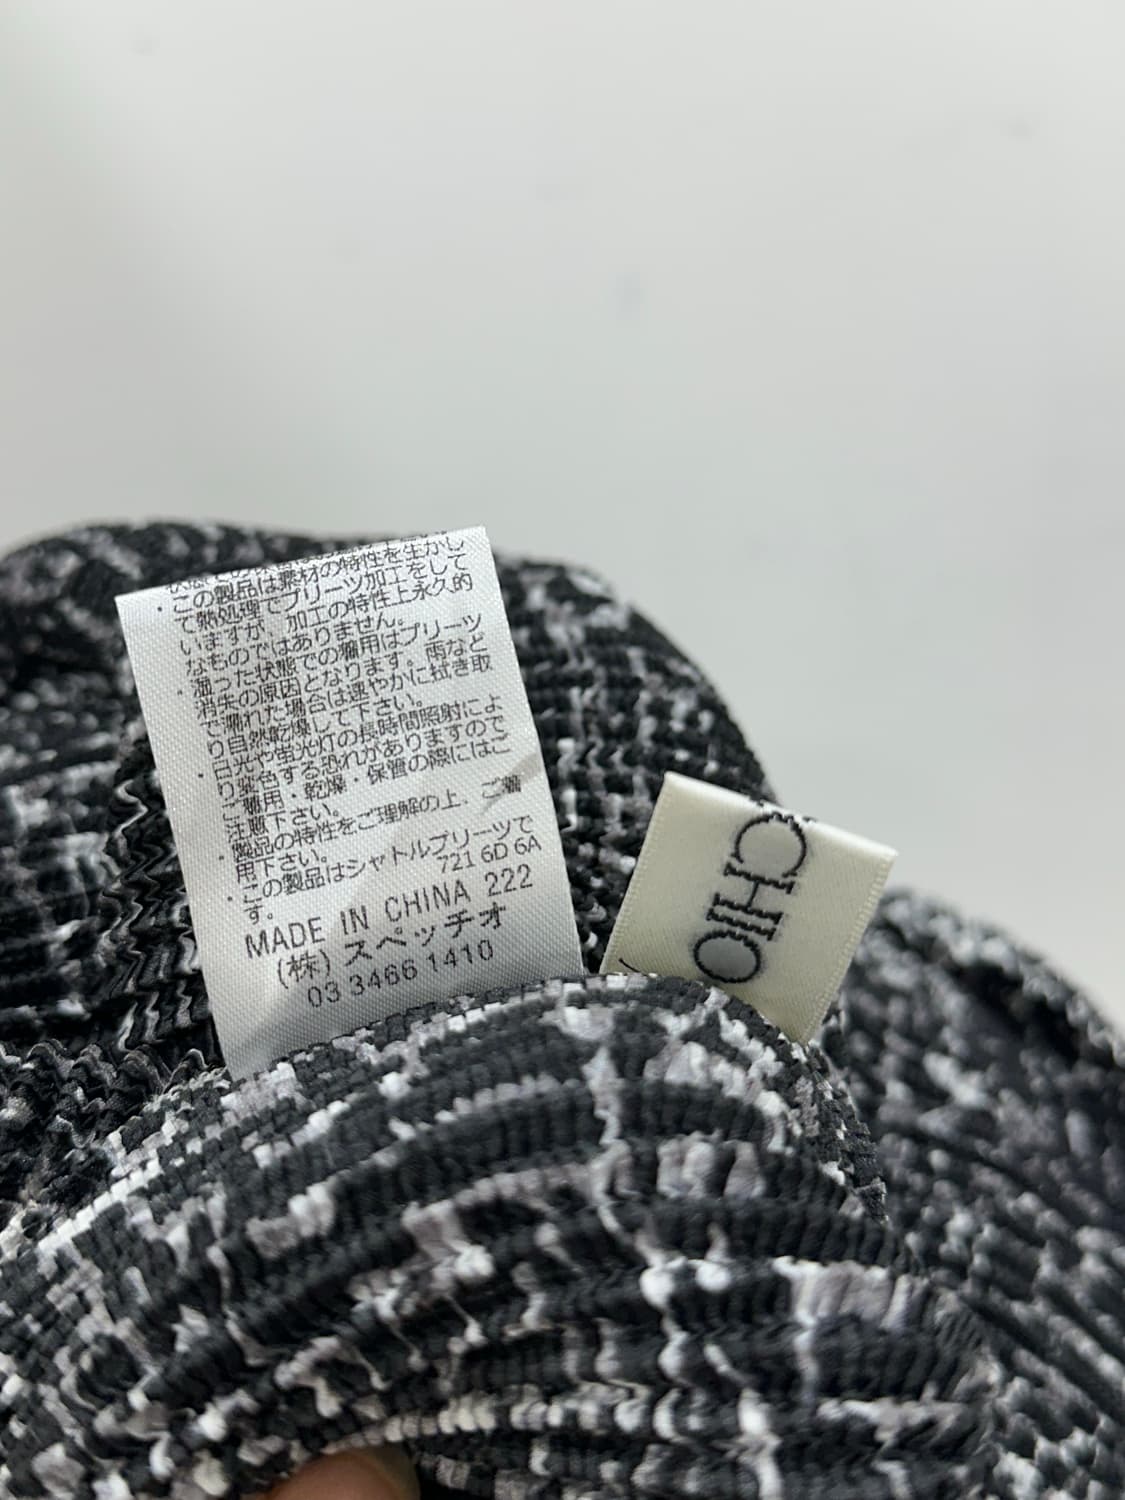 状態での保管は
・この製品は素材の特性を生かし
て熱処理でプリーツ加工をして
いますが、加工の特性上永久的
なものではありません。
・湿った状態での着用はプリーツ
消失の原因となります。雨など
で濡れた場合は速やかに拭き取
り自然乾燥して下さい。
・日光や蛍光灯の長時間照射によ
り変色する恐れがありますので
ご着用・乾燥・保管の際にはご
注意下さい。
・製品の特性をご理解の上、ご着
用下さい。
・この製品はシャトルプリーツで
す。
721 6D 6A
MADE IN CHINA 222
(株) スペッチオ
03 3466 1410
CHIO